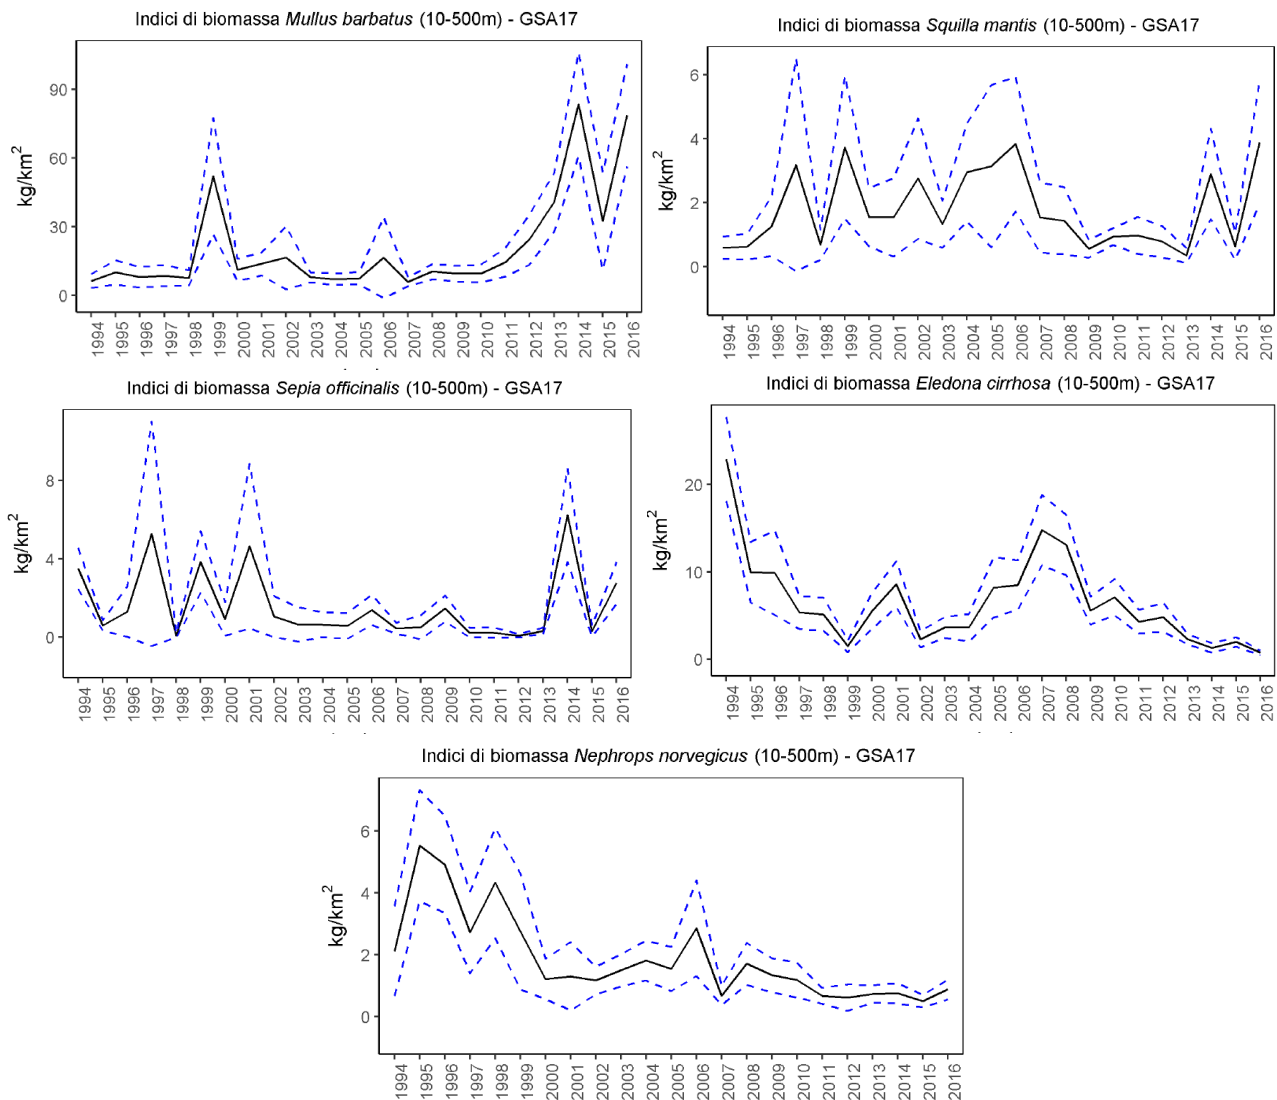 Indici di biomassa Mullus barbatus (10-500m) - GSA17
kg/km²
90
60
30
0
1994 1995 1996 1997 1998 1999 2000 2001 2002 2003 2004 2005 2006 2007 2008 2009 2010 2011 2012 2013 2014 2015 2016
Indici di biomassa Squilla mantis (10-500m) - GSA17
kg/km²
6
4
2
0
1994 1995 1996 1997 1998 1999 2000 2001 2002 2003 2004 2005 2006 2007 2008 2009 2010 2011 2012 2013 2014 2015 2016
Indici di biomassa Sepia officinalis (10-500m) - GSA17
kg/km²
8
4
0
1994 1995 1996 1997 1998 1999 2000 2001 2002 2003 2004 2005 2006 2007 2008 2009 2010 2011 2012 2013 2014 2015 2016
Indici di biomassa Eledona cirrhosa (10-500m) - GSA17
kg/km²
20
10
0
1994 1995 1996 1997 1998 1999 2000 2001 2002 2003 2004 2005 2006 2007 2008 2009 2010 2011 2012 2013 2014 2015 2016
Indici di biomassa Nephrops norvegicus (10-500m) - GSA17
kg/km²
6
4
2
0
1994 1995 1996 1997 1998 1999 2000 2001 2002 2003 2004 2005 2006 2007 2008 2009 2010 2011 2012 2013 2014 2015 2016